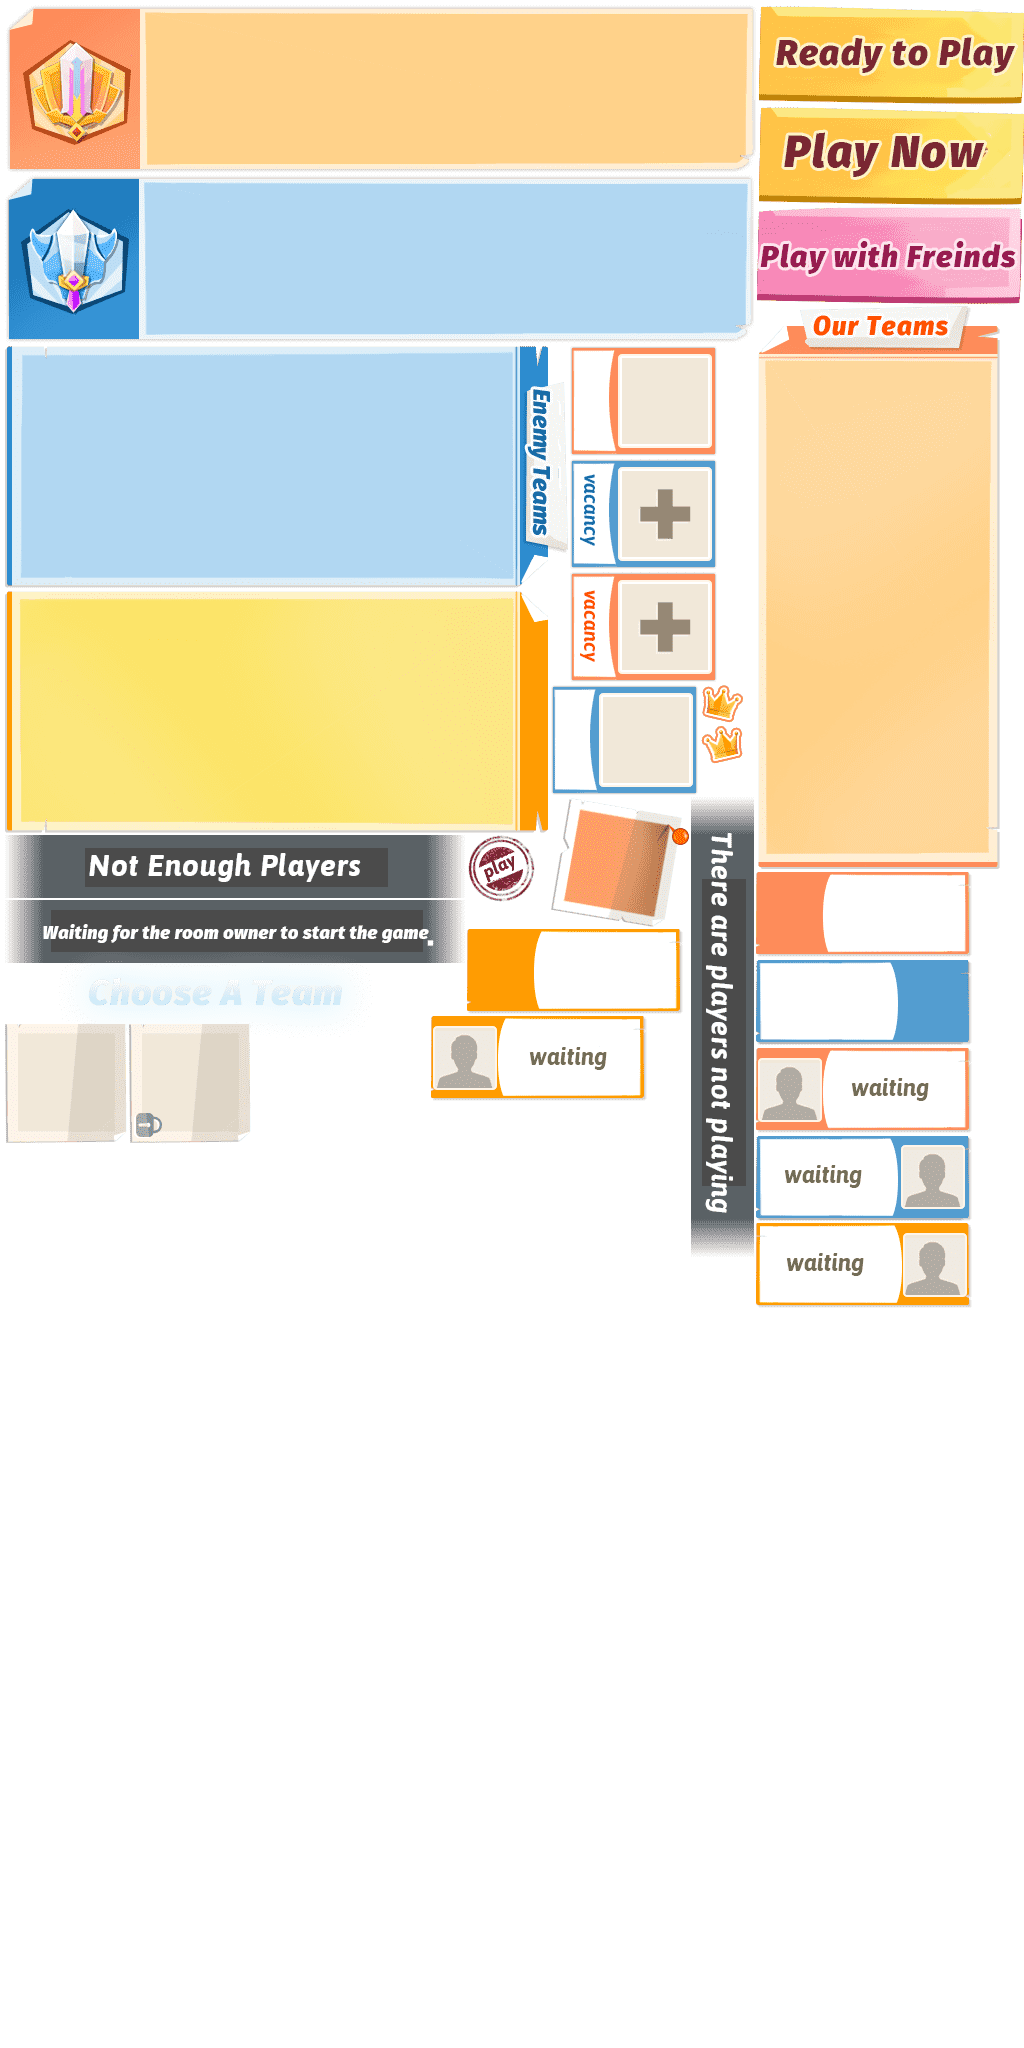 Ready to Play
Play Now
Play with Freinds
Our Teams
Enemy Teams
vacancy
vacancy
Not Enough Players
play
There are players not playing
Waiting for the room owner to start the game.
Choose A Team
waiting
waiting
waiting
waiting